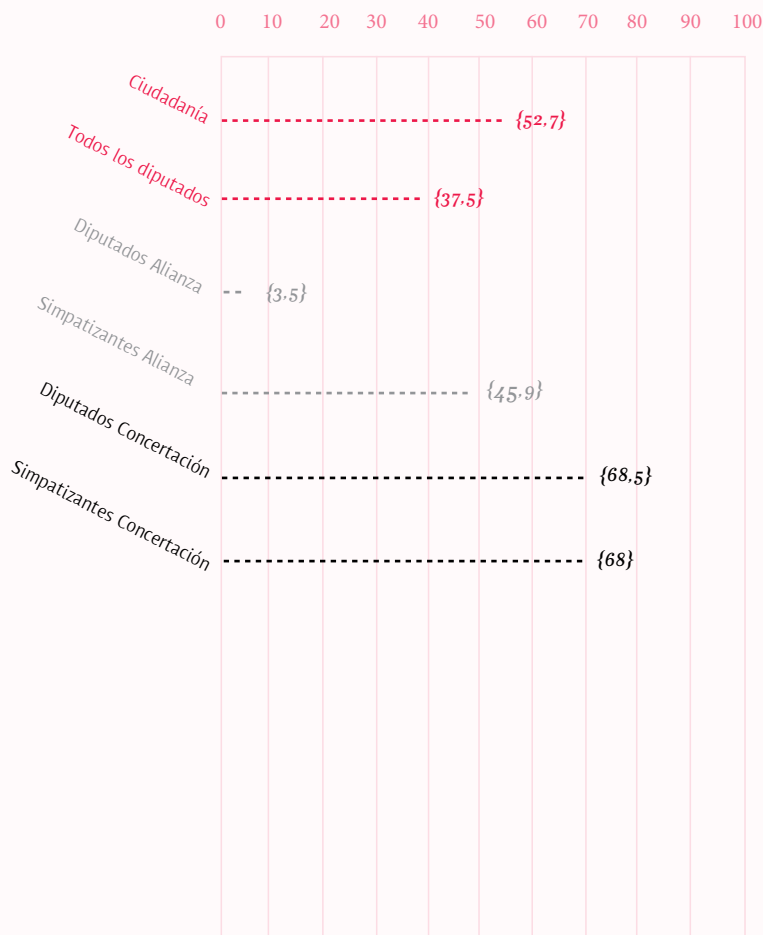 0 10 20 30 40 50 60 70 80 90 100
Ciudadanía {52,7}
Todos los diputados {37,5}
Diputados Alianza {3,5}
Simpatizantes Alianza {45,9}
Diputados Concertación {68,5}
Simpatizantes Concertación {68}